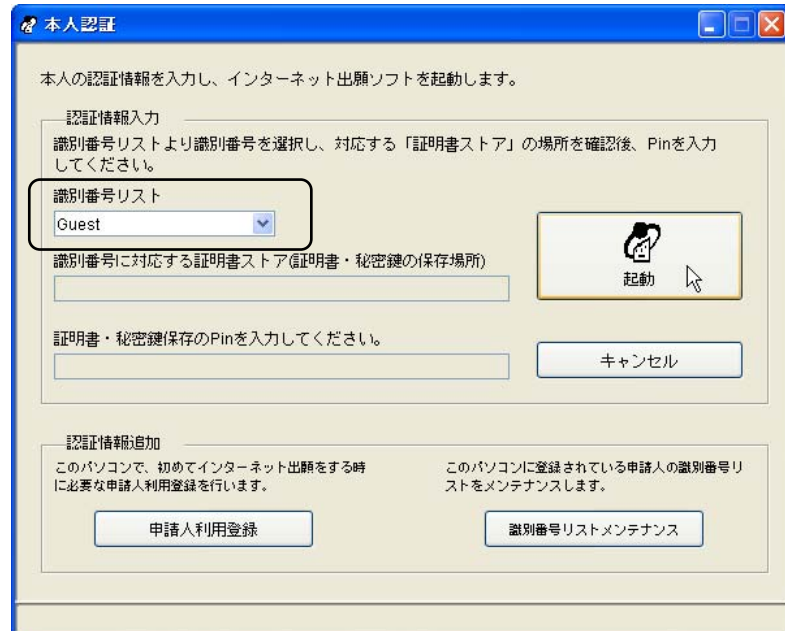 本人認証
本人の認証情報を入力し、インターネット出願ソフトを起動します。
認証情報入力
識別番号リストより識別番号を選択し、対応する「証明書ストア」の場所を確認後、Pinを入力
してください。
識別番号リスト
Guest
識別番号に対応する証明書ストア(証明書・秘密鍵の保存場所)
起動
証明書・秘密鍵保存のPinを入力してください。
キャンセル
認証情報追加
このパソコンで、初めてインターネット出願をする時
に必要な申請人利用登録を行います。
申請人利用登録
このパソコンに登録されている申請人の識別番号リ
ストをメンテナンスします。
識別番号リストメンテナンス